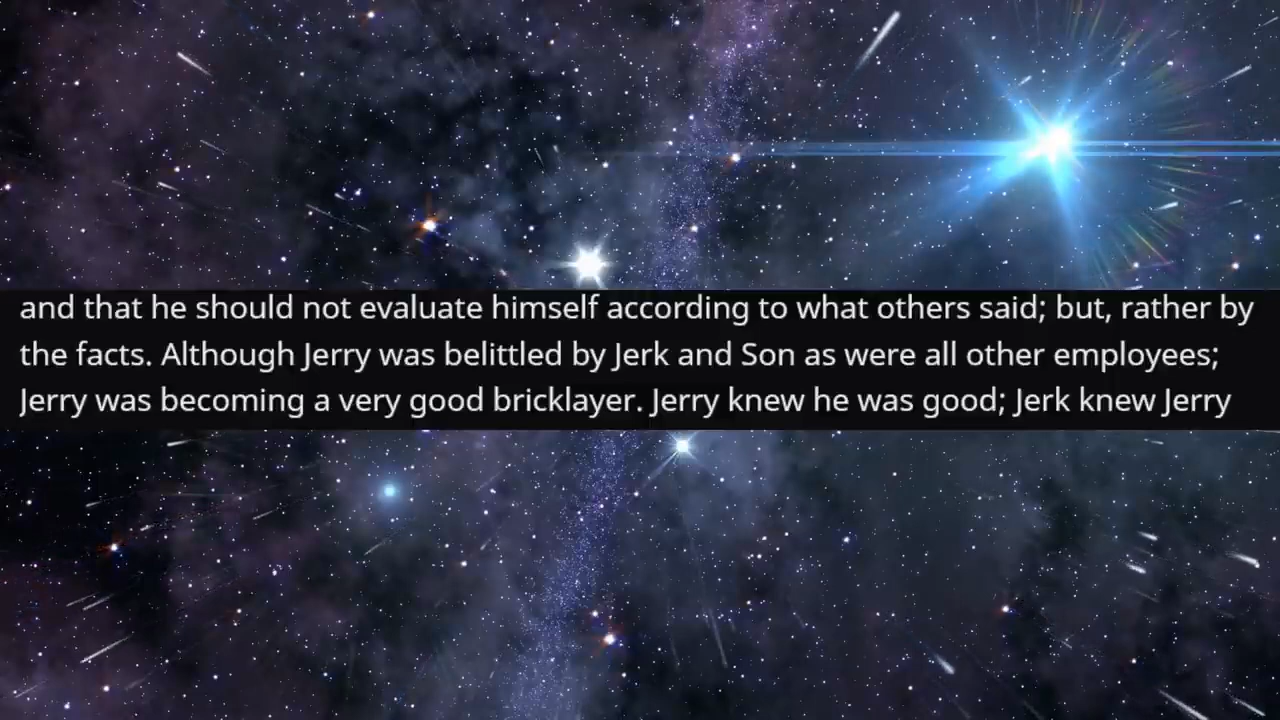 and that he should not evaluate himself according to what others said; but, rather by
the facts. Although Jerry was belittled by Jerk and Son as were all other employees;
Jerry was becoming a very good bricklayer. Jerry knew he was good; Jerk knew Jerry